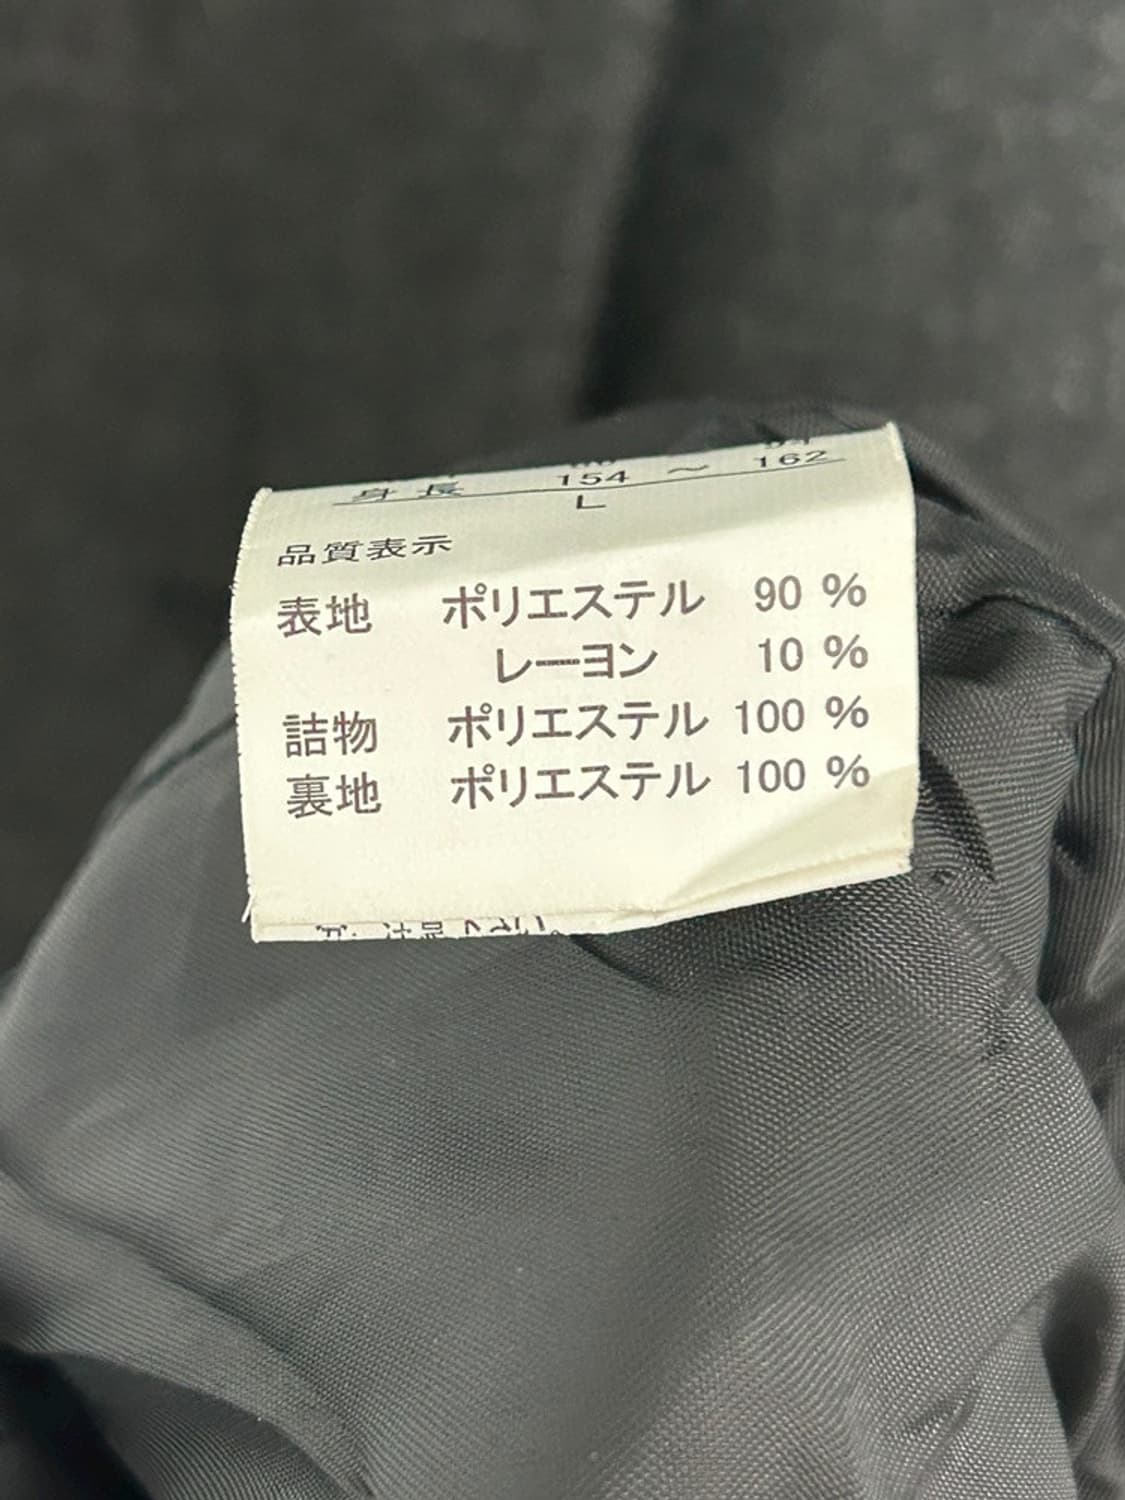 身長 154 ～ 162
L
品質表示
表地 ポリエステル 90 %
レーヨン 10 %
詰物 ポリエステル 100 %
裏地 ポリエステル 100 %